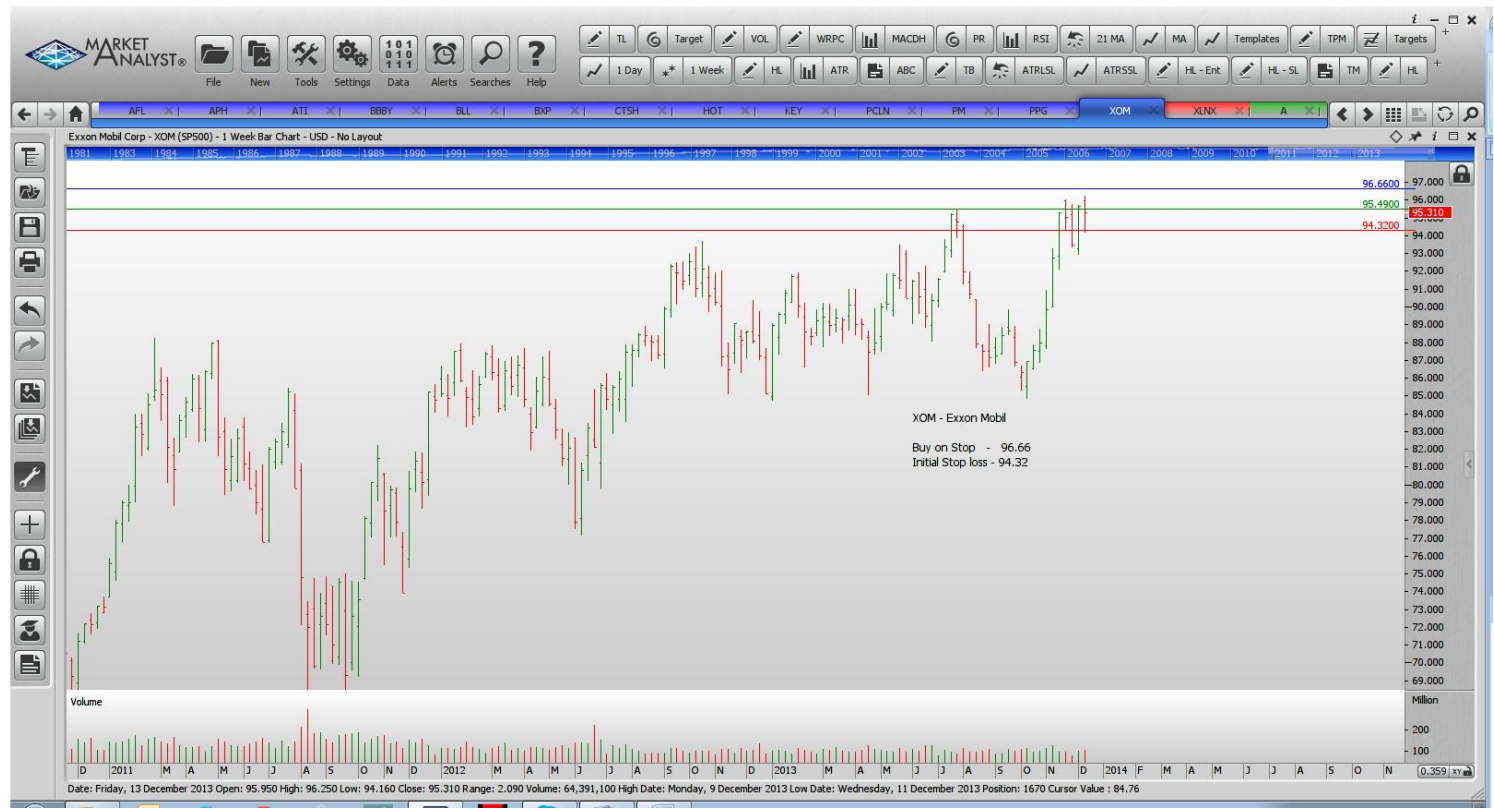 i
MARKET
ANALYST®
File New Tools Settings Data Alerts Searches Help
TL Target VOL WRPC MACDH PR RSI 21 MA MA Templates TPM Targets +
1 Day 1 Week HL ATR ABC TB ATRLSL ATRSSL HL - Ent HL - SL TM HL +
AFL APH ATI BBBY BLL BXP CTSH HOT KEY PCLN PM PPG XOM XLNX A
Exxon Mobil Corp - XOM (SP500) - 1 Week Bar Chart - USD - No Layout
1981 1983 1984 1985 1986 1987 1988 1989 1990 1991 1992 1993 1994 1995 1996 1997 1998 1999 2000 2001 2002 2003 2004 2005 2006 2007 2008 2009 2010 2011 2012 2013
96.6600
97.000
96.000
95.4900
95.310
95.000
94.3200
94.000
93.000
92.000
91.000
90.000
89.000
88.000
87.000
86.000
85.000
84.000
83.000
82.000
81.000
80.000
79.000
78.000
77.000
76.000
75.000
74.000
73.000
72.000
71.000
70.000
69.000
XOM - Exxon Mobil
Buy on Stop - 96.66
Initial Stop loss - 94.32
Volume
Million
200
100
D 2011 M A M J J A S O N D 2012 M A M J J A S O N D 2013 M A M J J A S O N D 2014 F M A M J J A S O N
0.359 XY
Date: Friday, 13 December 2013 Open: 95.950 High: 96.250 Low: 94.160 Close: 95.310 Range: 2.090 Volume: 64,391,100 High Date: Monday, 9 December 2013 Low Date: Wednesday, 11 December 2013 Position: 1670 Cursor Value : 84.76